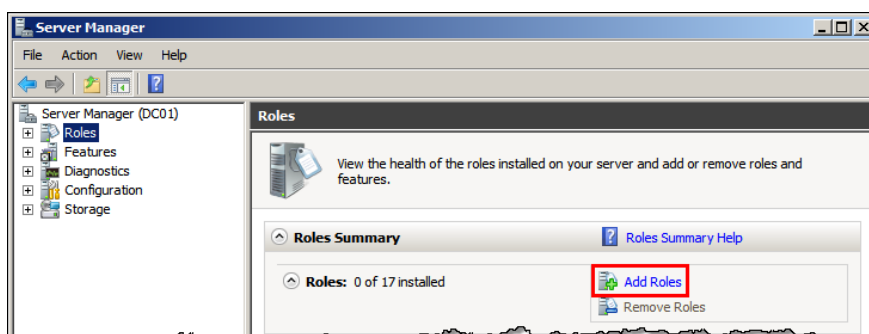 Server Manager
File Action View Help
Server Manager (DC01)
Roles
Features
Diagnostics
Configuration
Storage
Roles
View the health of the roles installed on your server and add or remove roles and
features.
Roles Summary
Roles Summary Help
Roles: 0 of 17 installed
Add Roles
Remove Roles